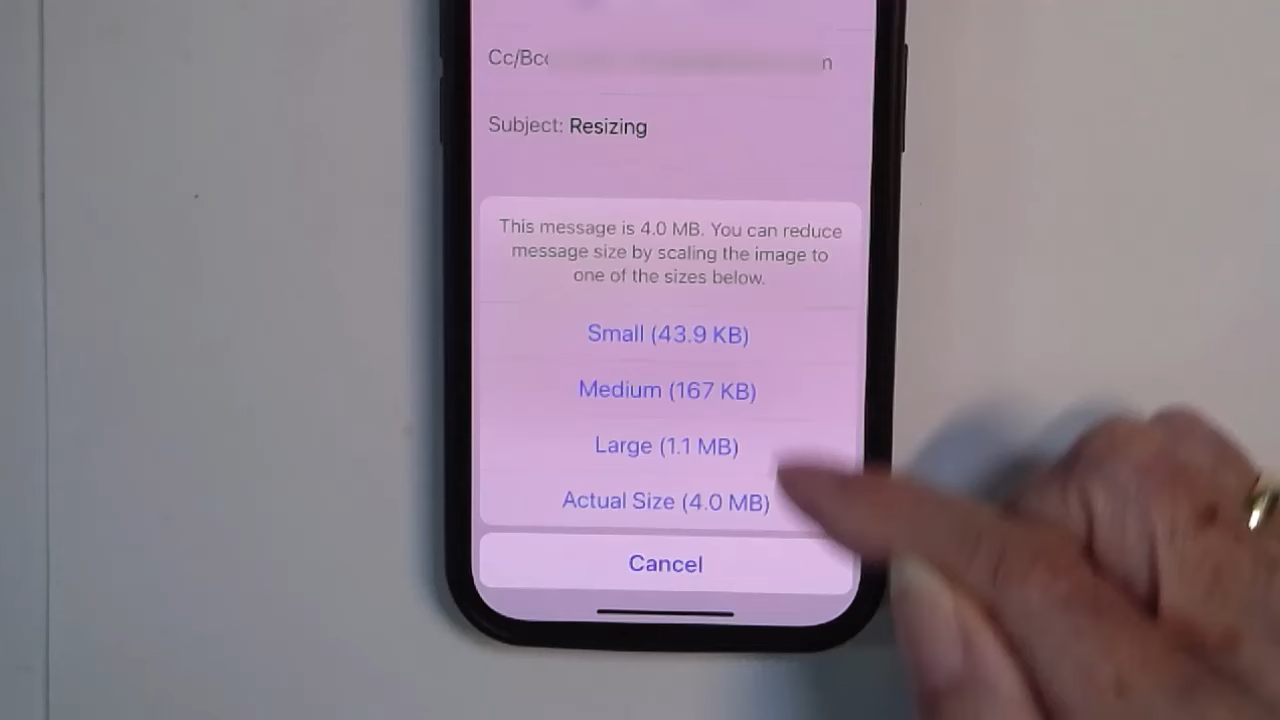 Cc/Bcc
Subject: Resizing
This message is 4.0 MB. You can reduce
message size by scaling the image to
one of the sizes below.
Small (43.9 KB)
Medium (167 KB)
Large (1.1 MB)
Actual Size (4.0 MB)
Cancel